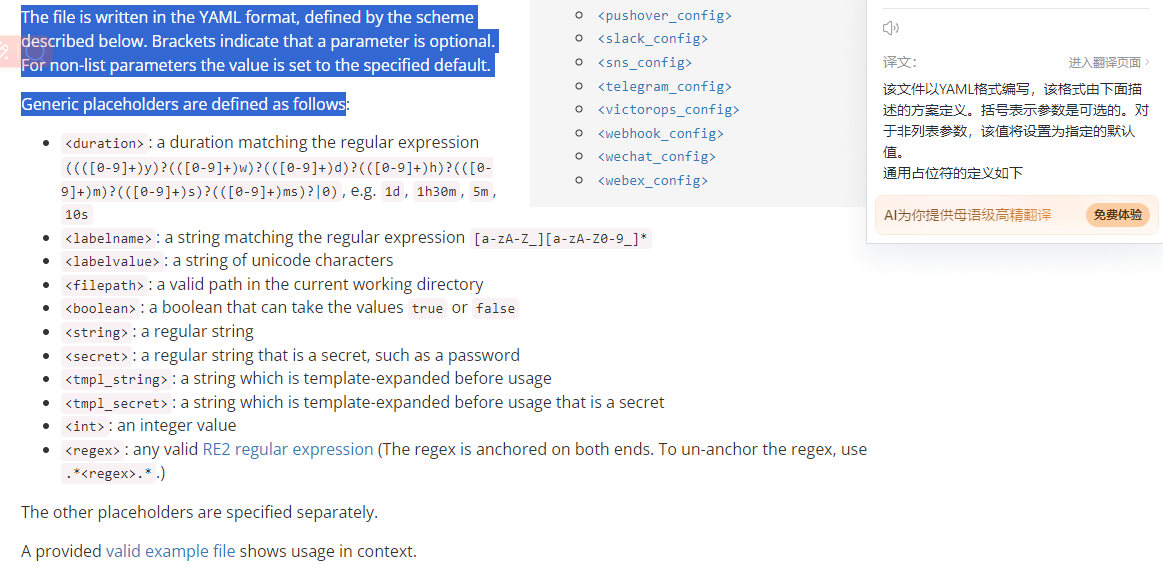 The file is written in the YAML format, defined by the scheme
described below. Brackets indicate that a parameter is optional.
For non-list parameters the value is set to the specified default.
Generic placeholders are defined as follows:
<duration>: a duration matching the regular expression
((([0-9]+)y)?(([0-9]+)w)?(([0-9]+)d)?(([0-9]+)h)?(([0-
9]+)m)?(([0-9]+)s)?(([0-9]+)ms)?|0), e.g. 1d, 1h30m, 5m,
10s
<labelname>: a string matching the regular expression [a-zA-Z_][a-zA-Z0-9_]*
<labelvalue>: a string of unicode characters
<filepath>: a valid path in the current working directory
<boolean>: a boolean that can take the values true or false
<string>: a regular string
<secret>: a regular string that is a secret, such as a password
<tmpl_string>: a string which is template-expanded before usage
<tmpl_secret>: a string which is template-expanded before usage that is a secret
<int>: an integer value
<regex>: any valid RE2 regular expression (The regex is anchored on both ends. To un-anchor the regex, use
.*<regex>.*.)
The other placeholders are specified separately.
A provided valid example file shows usage in context.
<pushover_config>
<slack_config>
<sns_config>
<telegram_config>
<victorops_config>
<webhook_config>
<wechat_config>
<webex_config>
译文：
进入翻译页面 >
该文件以YAML格式编写，该格式由下面描
述的方案定义。括号表示参数是可选的。对
于非列表参数，该值将设置为指定的默认
值。
通用占位符的定义如下
AI为你提供母语级高精翻译
免费体验